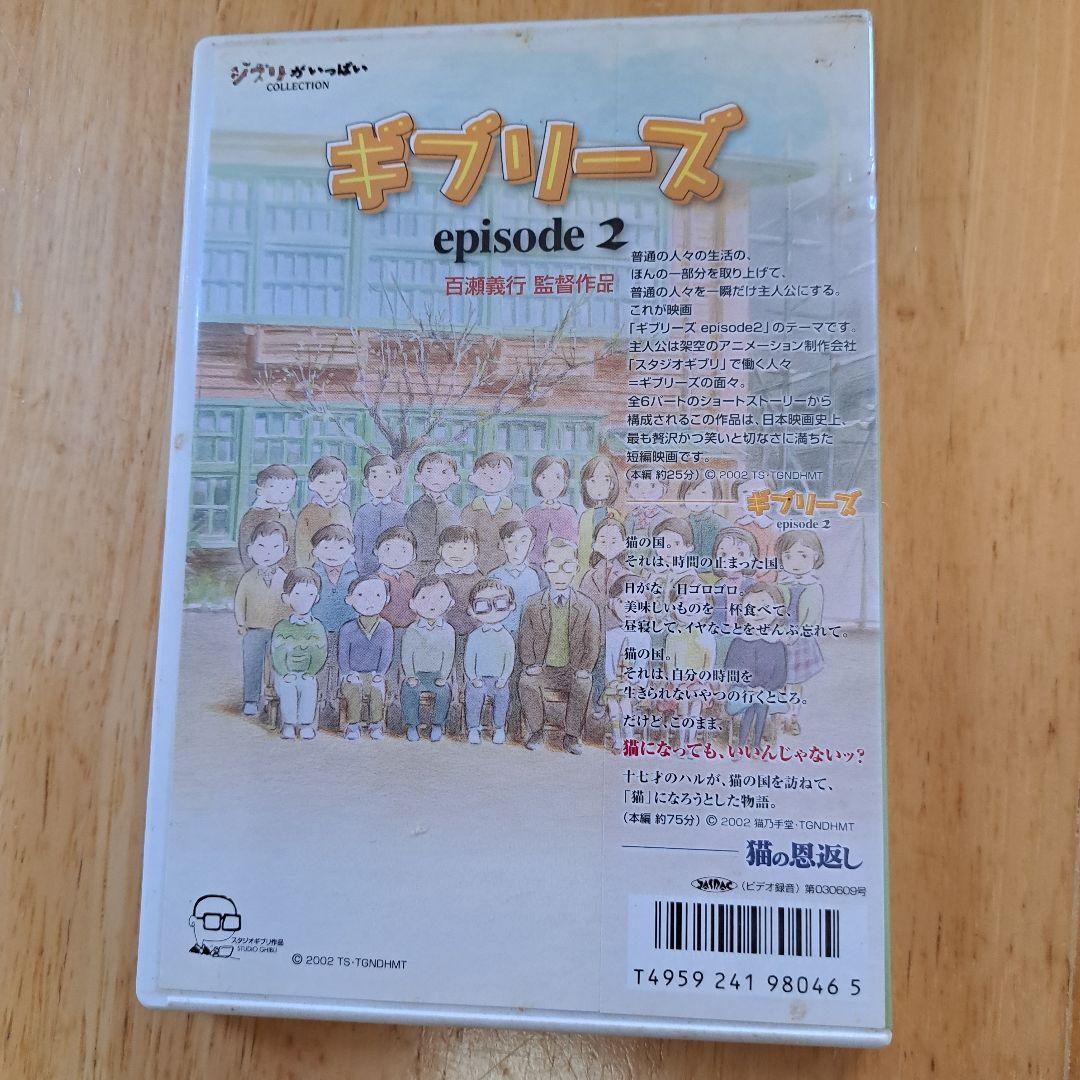 ジブリがいっぱい
COLLECTION
ギブリーズ
episode 2
百瀬義行 監督作品
普通の人々の生活の、
ほんの一部分を取り上げて、
普通の人々を一瞬だけ主人公にする。
これが映画
「ギブリーズ episode2」のテーマです。
主人公は架空のアニメーション制作会社
「スタジオギブリ」で働く人々
=ギブリーズの面々。
全6パートのショートストーリーから
構成されるこの作品は、日本映画史上、
最も贅沢かつ笑いと切なさに満ちた
短編映画です。
(本編 約25分) © 2002 TS・TGNDHMT
ギブリーズ
episode 2
猫の国。
それは、時間の止まった国。
日がな一日ゴロゴロ。
美味しいものを一杯食べて、
昼寝して、イヤなことをぜんぶ忘れて。
猫の国。
それは、自分の時間を
生きられないやつの行くところ。
だけど、このまま、
猫になっても、いいんじゃないッ?
十七才のハルが、猫の国を訪ねて、
「猫」になろうとした物語。
(本編 約75分) © 2002 猫乃手堂・TGNDHMT
猫の恩返し
JASRAC (ビデオ録音) 第030609号
T4959 241 98046 5
スタジオギブリ作品
STUDIO GHIBLI
© 2002 TS・TGNDHMT